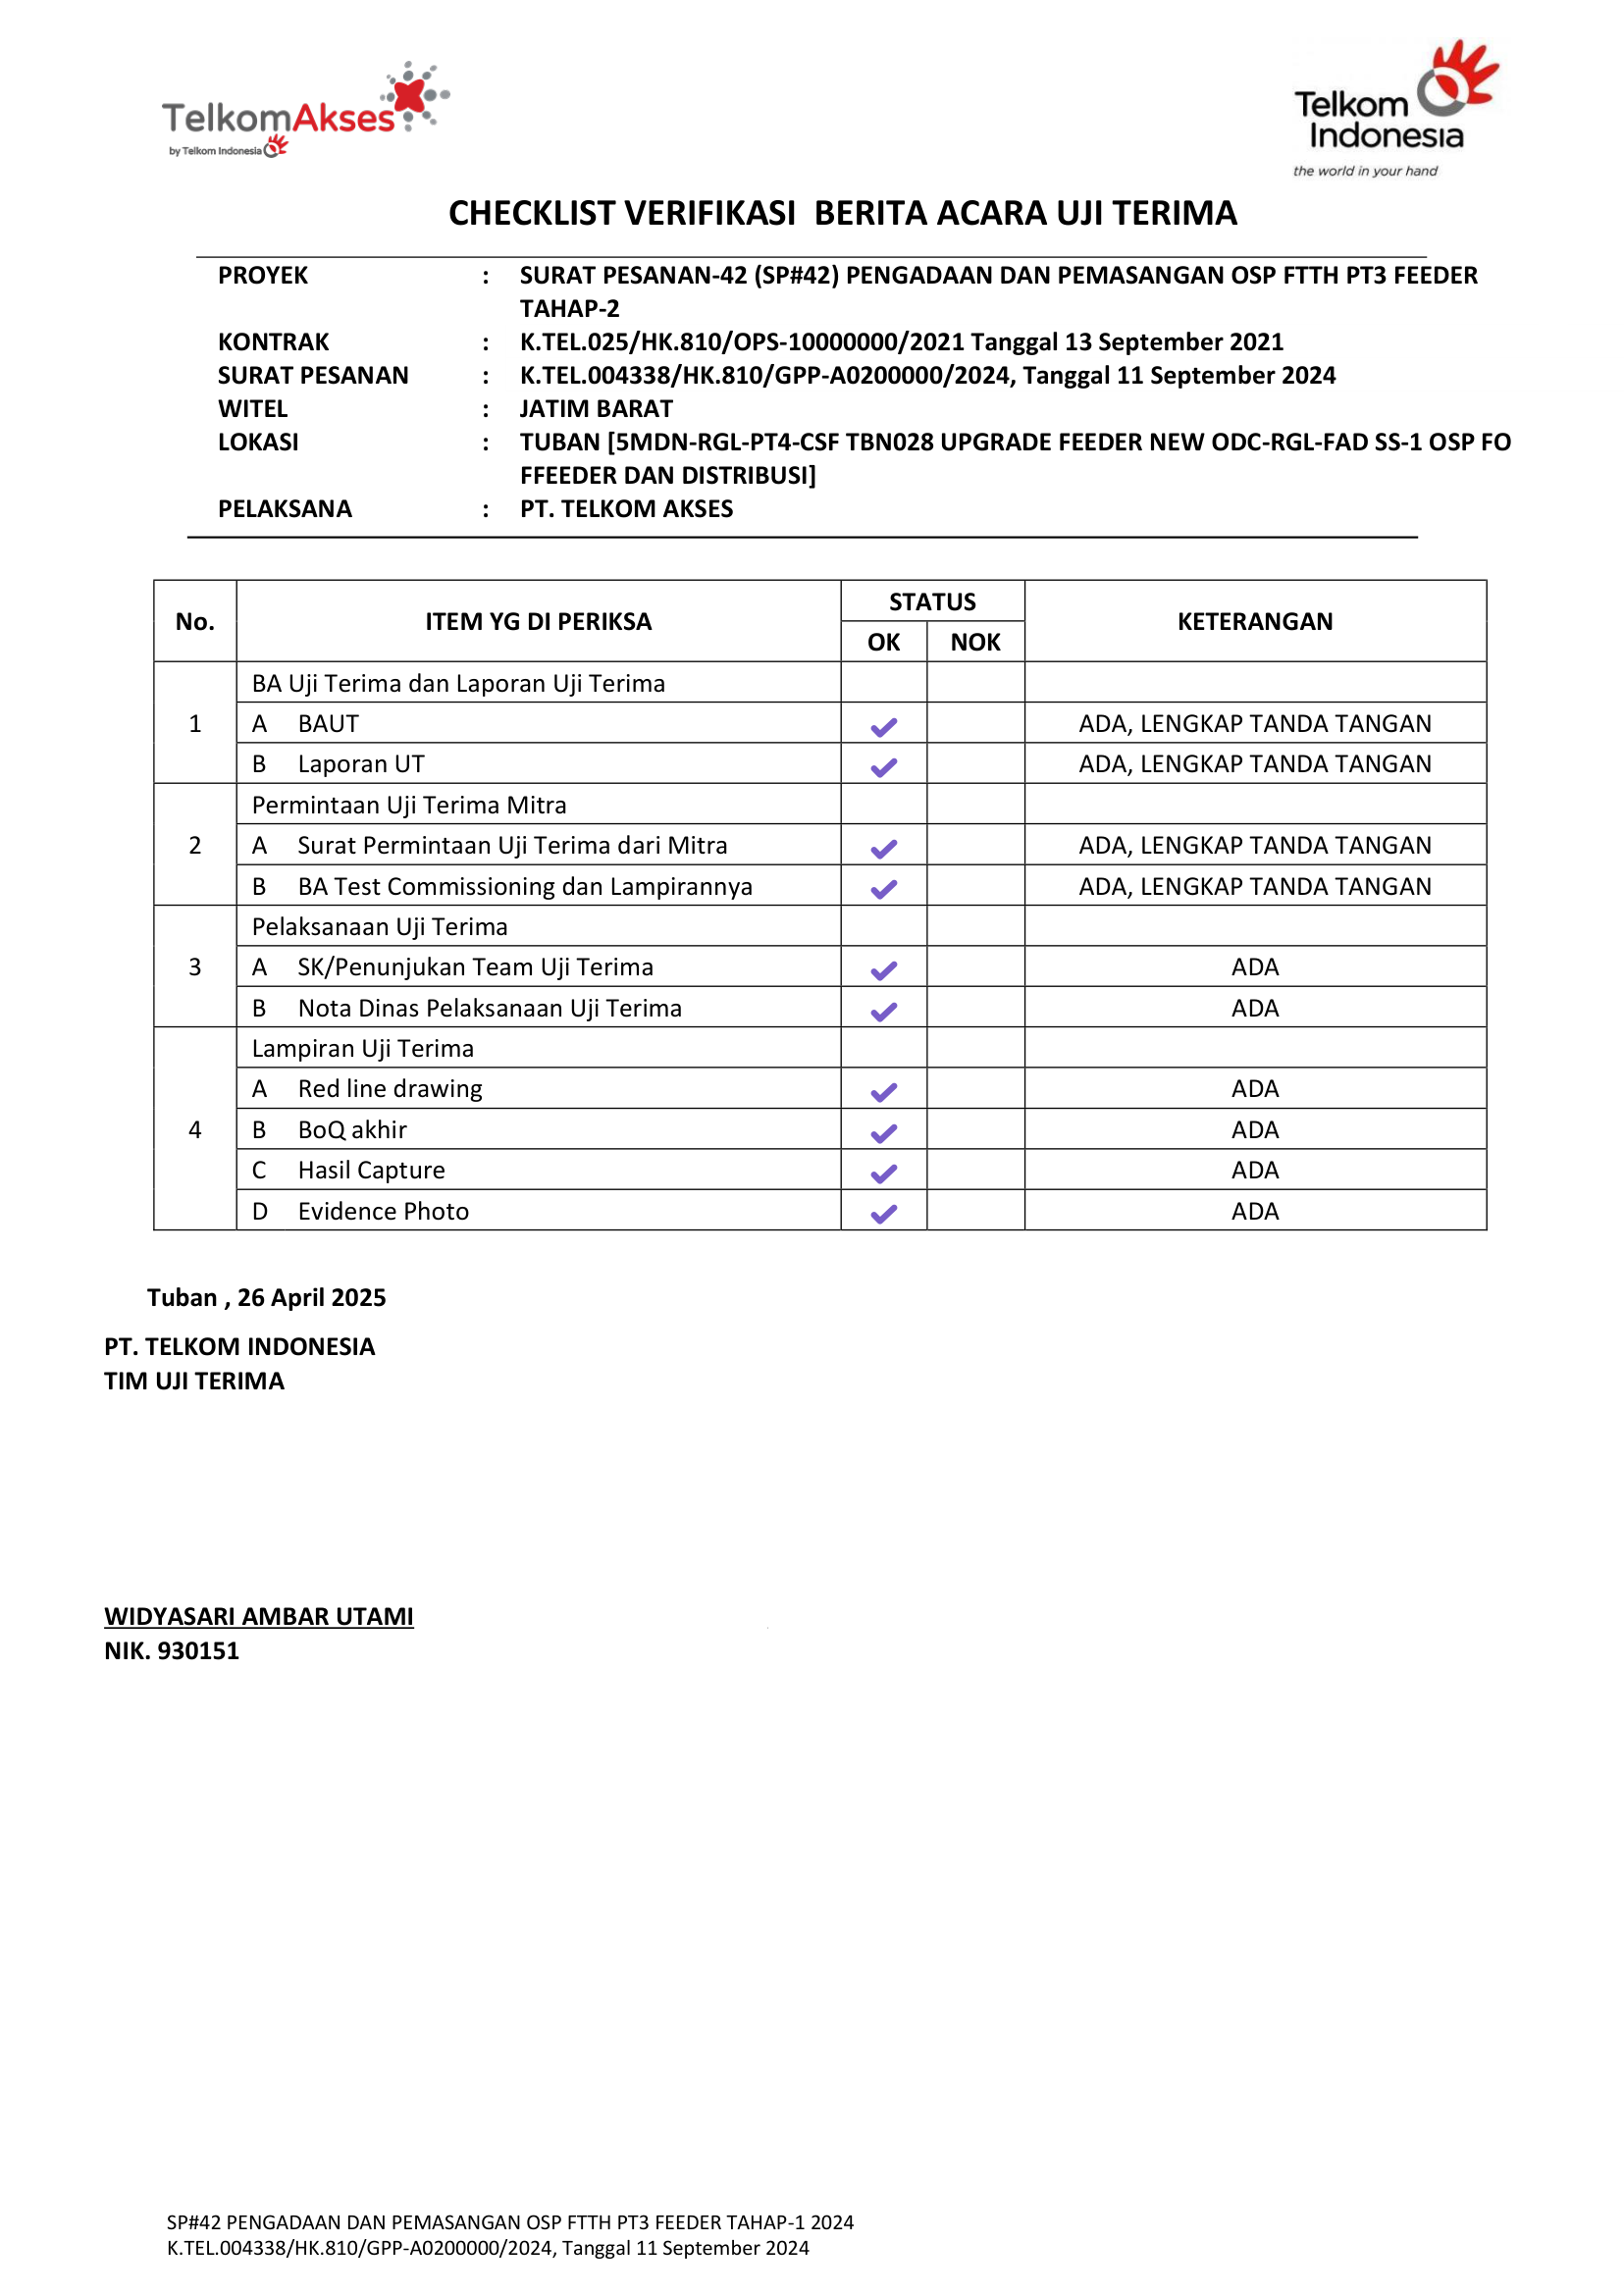 TelkomAkses
by Telkom Indonesia
Telkom
Indonesia
the world in your hand
CHECKLIST VERIFIKASI  BERITA ACARA UJI TERIMA
PROYEK : SURAT PESANAN-42 (SP#42) PENGADAAN DAN PEMASANGAN OSP FTTH PT3 FEEDER
TAHAP-2
KONTRAK : K.TEL.025/HK.810/OPS-10000000/2021 Tanggal 13 September 2021
SURAT PESANAN : K.TEL.004338/HK.810/GPP-A0200000/2024, Tanggal 11 September 2024
WITEL : JATIM BARAT
LOKASI : TUBAN [5MDN-RGL-PT4-CSF TBN028 UPGRADE FEEDER NEW ODC-RGL-FAD SS-1 OSP FO
FFEEDER DAN DISTRIBUSI]
PELAKSANA : PT. TELKOM AKSES
No. ITEM YG DI PERIKSA STATUS KETERANGAN
OK NOK
BA Uji Terima dan Laporan Uji Terima
1 A BAUT ✔ ADA, LENGKAP TANDA TANGAN
B Laporan UT ✔ ADA, LENGKAP TANDA TANGAN
Permintaan Uji Terima Mitra
2 A Surat Permintaan Uji Terima dari Mitra ✔ ADA, LENGKAP TANDA TANGAN
B BA Test Commissioning dan Lampirannya ✔ ADA, LENGKAP TANDA TANGAN
Pelaksanaan Uji Terima
3 A SK/Penunjukan Team Uji Terima ✔ ADA
B Nota Dinas Pelaksanaan Uji Terima ✔ ADA
Lampiran Uji Terima
A Red line drawing ✔ ADA
4 B BoQ akhir ✔ ADA
C Hasil Capture ✔ ADA
D Evidence Photo ✔ ADA
Tuban , 26 April 2025
PT. TELKOM INDONESIA
TIM UJI TERIMA
WIDYASARI AMBAR UTAMI
NIK. 930151
SP#42 PENGADAAN DAN PEMASANGAN OSP FTTH PT3 FEEDER TAHAP-1 2024
K.TEL.004338/HK.810/GPP-A0200000/2024, Tanggal 11 September 2024